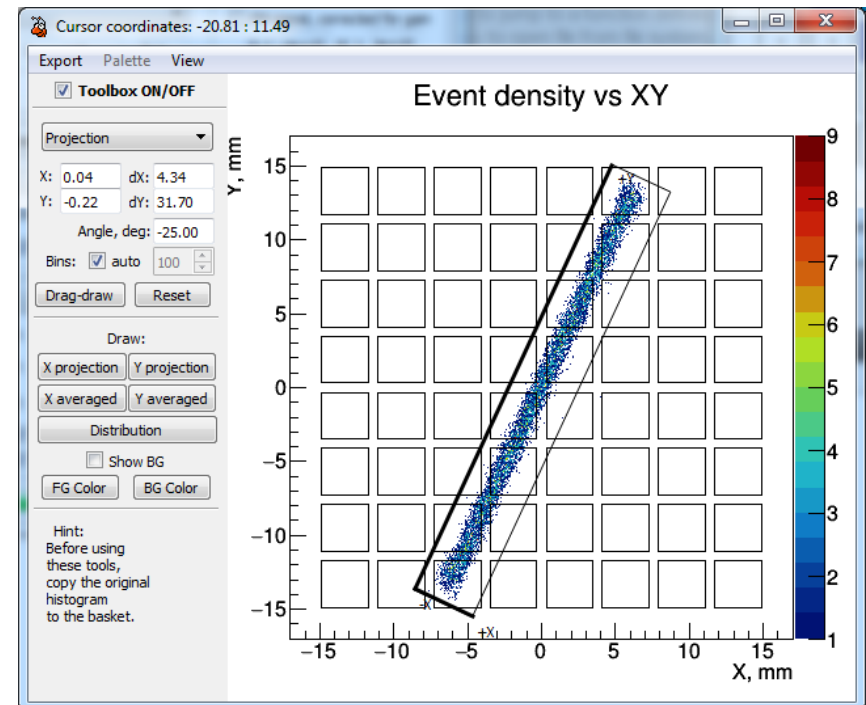 Cursor coordinates: -20.81 : 11.49
Export Palette View
Toolbox ON/OFF
Projection
X: 0.04 dX: 4.34
Y: -0.22 dY: 31.70
Angle, deg: -25.00
Bins: auto 100
Drag-draw Reset
Draw:
X projection Y projection
X averaged Y averaged
Distribution
Show BG
FG Color BG Color
Hint:
Before using
these tools,
copy the original
histogram
to the basket.
Event density vs XY
Y, mm
15
10
5
0
−5
−10
−15
+Y
-X
+X
−15 −10 −5 0 5 10 15
X, mm
9
8
7
6
5
4
3
2
1